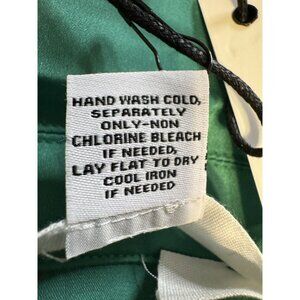 HAND WASH COLD,
SEPARATELY
ONLY-NON
CHLORINE BLEACH
IF NEEDED,
LAY FLAT TO DRY
COOL IRON
IF NEEDED